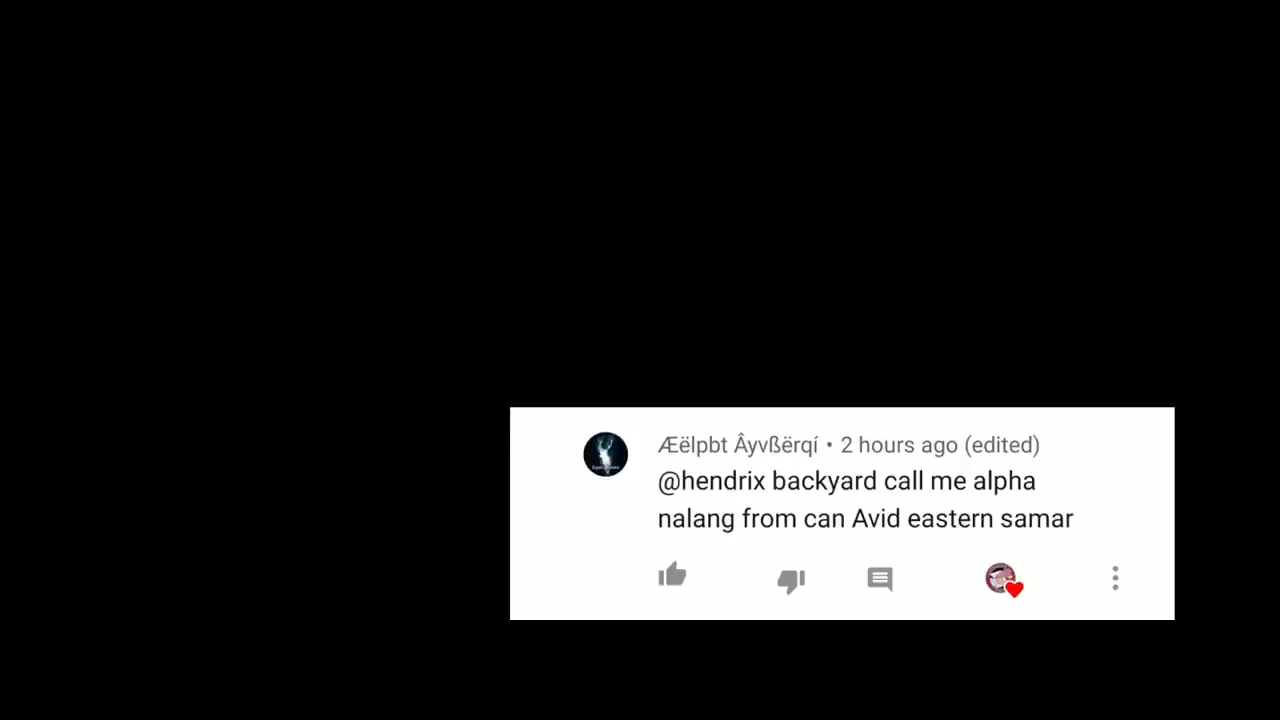 Æëlpbt Âyvßërqí • 2 hours ago (edited)
@hendrix backyard call me alpha
nalang from can Avid eastern samar